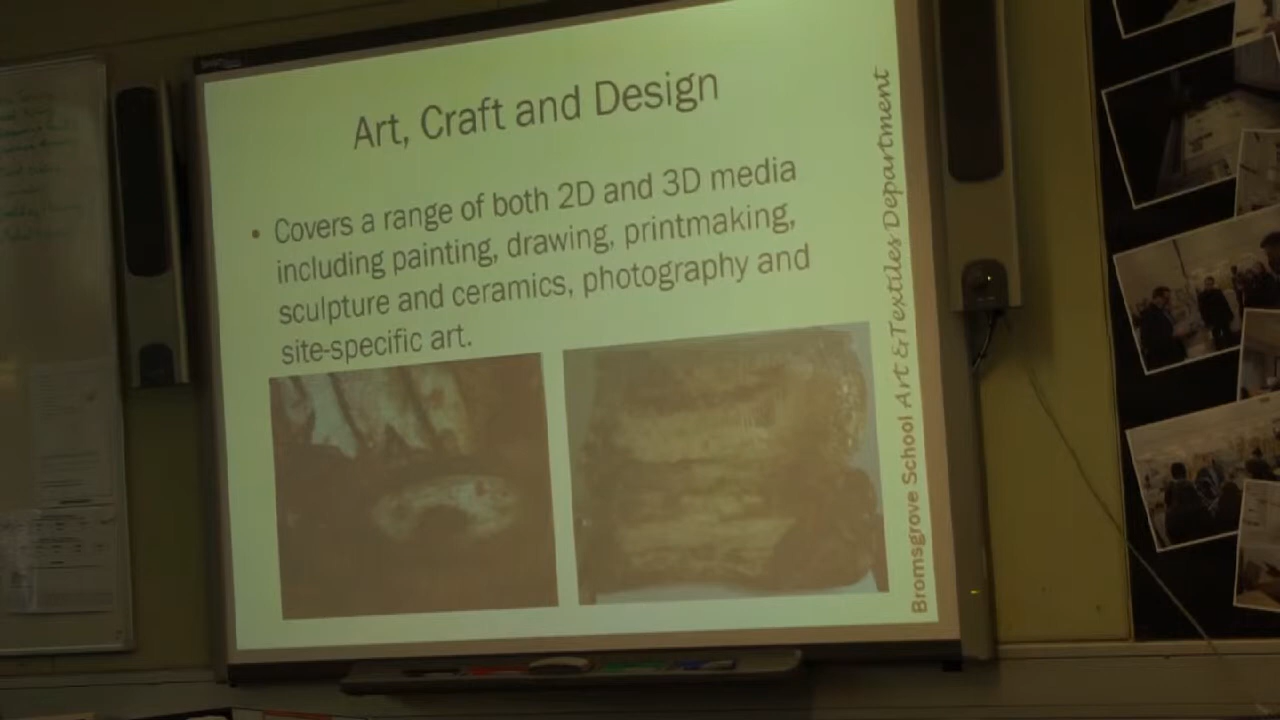 Art, Craft and Design
• Covers a range of both 2D and 3D media
including painting, drawing, printmaking,
sculpture and ceramics, photography and
site-specific art.
Bromsgrove School Art & Textiles Department